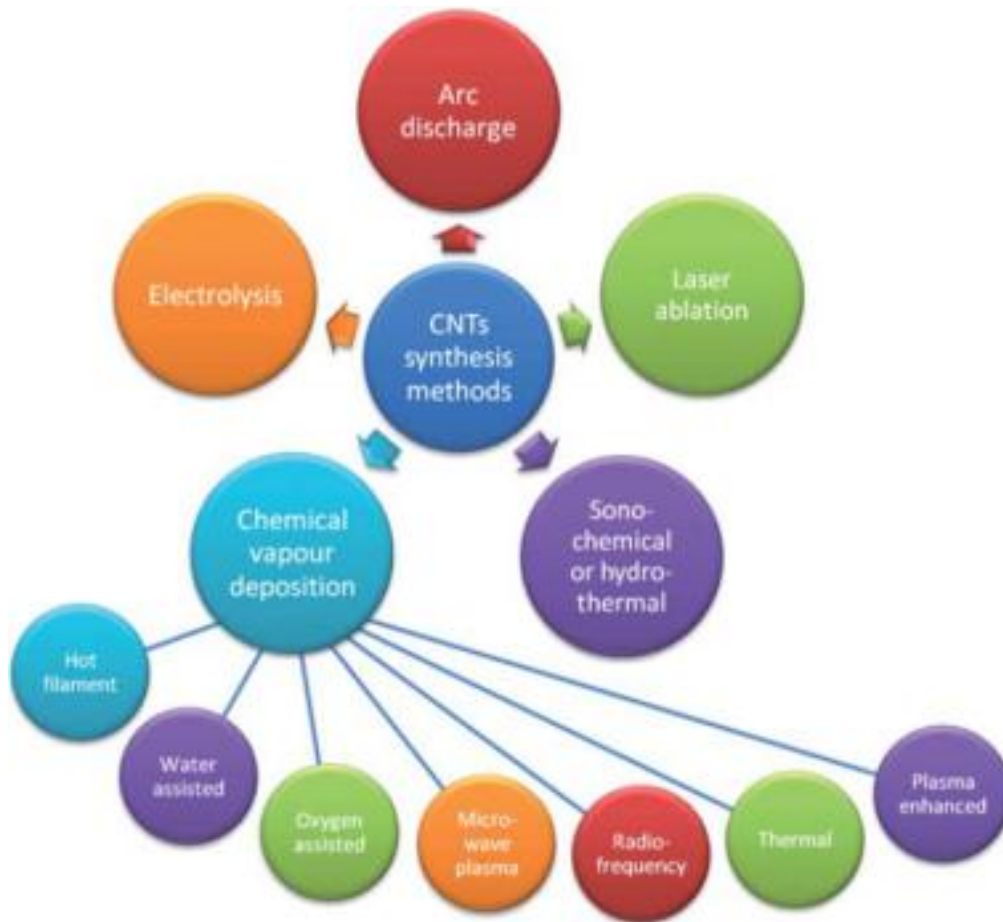 Arc
discharge
Electrolysis
Laser
ablation
CNTs
synthesis
methods
Chemical
vapour
deposition
Sono-
chemical
or hydro-
thermal
Hot
filament
Water
assisted
Oxygen
assisted
Micro-
wave
plasma
Radio-
frequency
Thermal
Plasma
enhanced